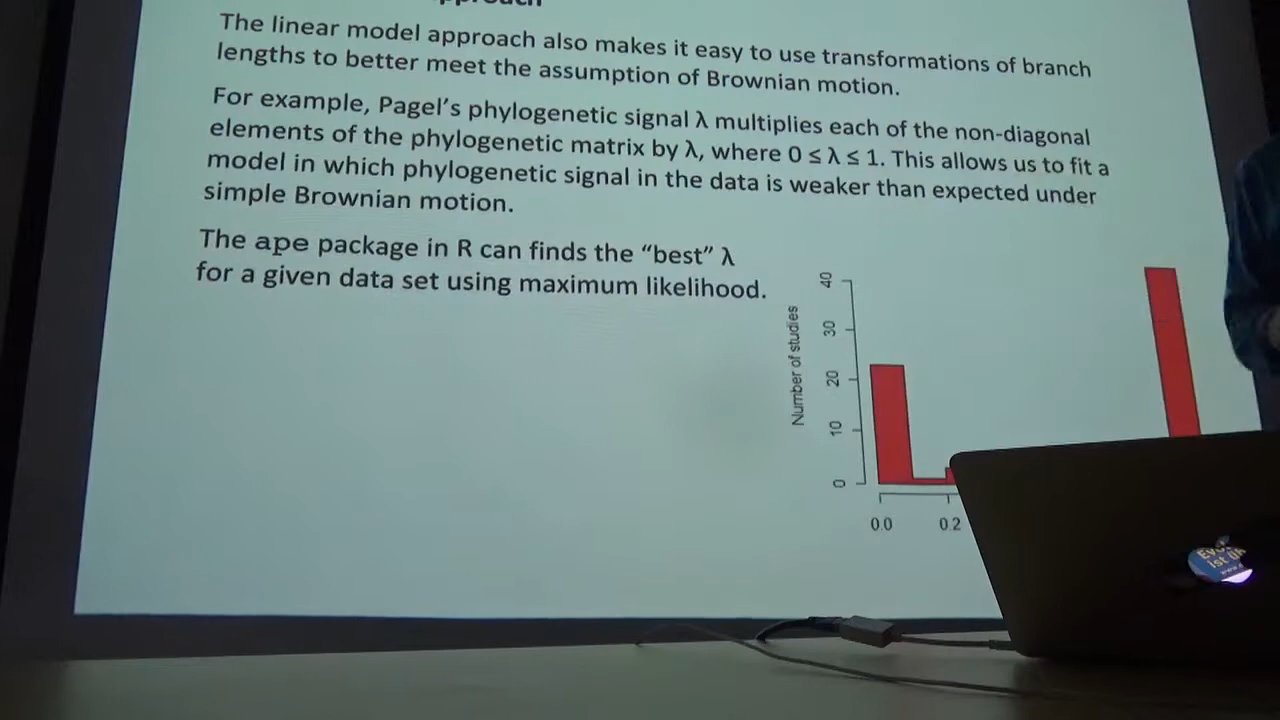 The linear model approach also makes it easy to use transformations of branch
lengths to better meet the assumption of Brownian motion.
For example, Pagel's phylogenetic signal λ multiplies each of the non-diagonal
elements of the phylogenetic matrix by λ, where 0 ≤ λ ≤ 1. This allows us to fit a
model in which phylogenetic signal in the data is weaker than expected under
simple Brownian motion.
The ape package in R can finds the “best” λ
for a given data set using maximum likelihood.
Number of studies
40
30
20
10
0
0.0 0.2